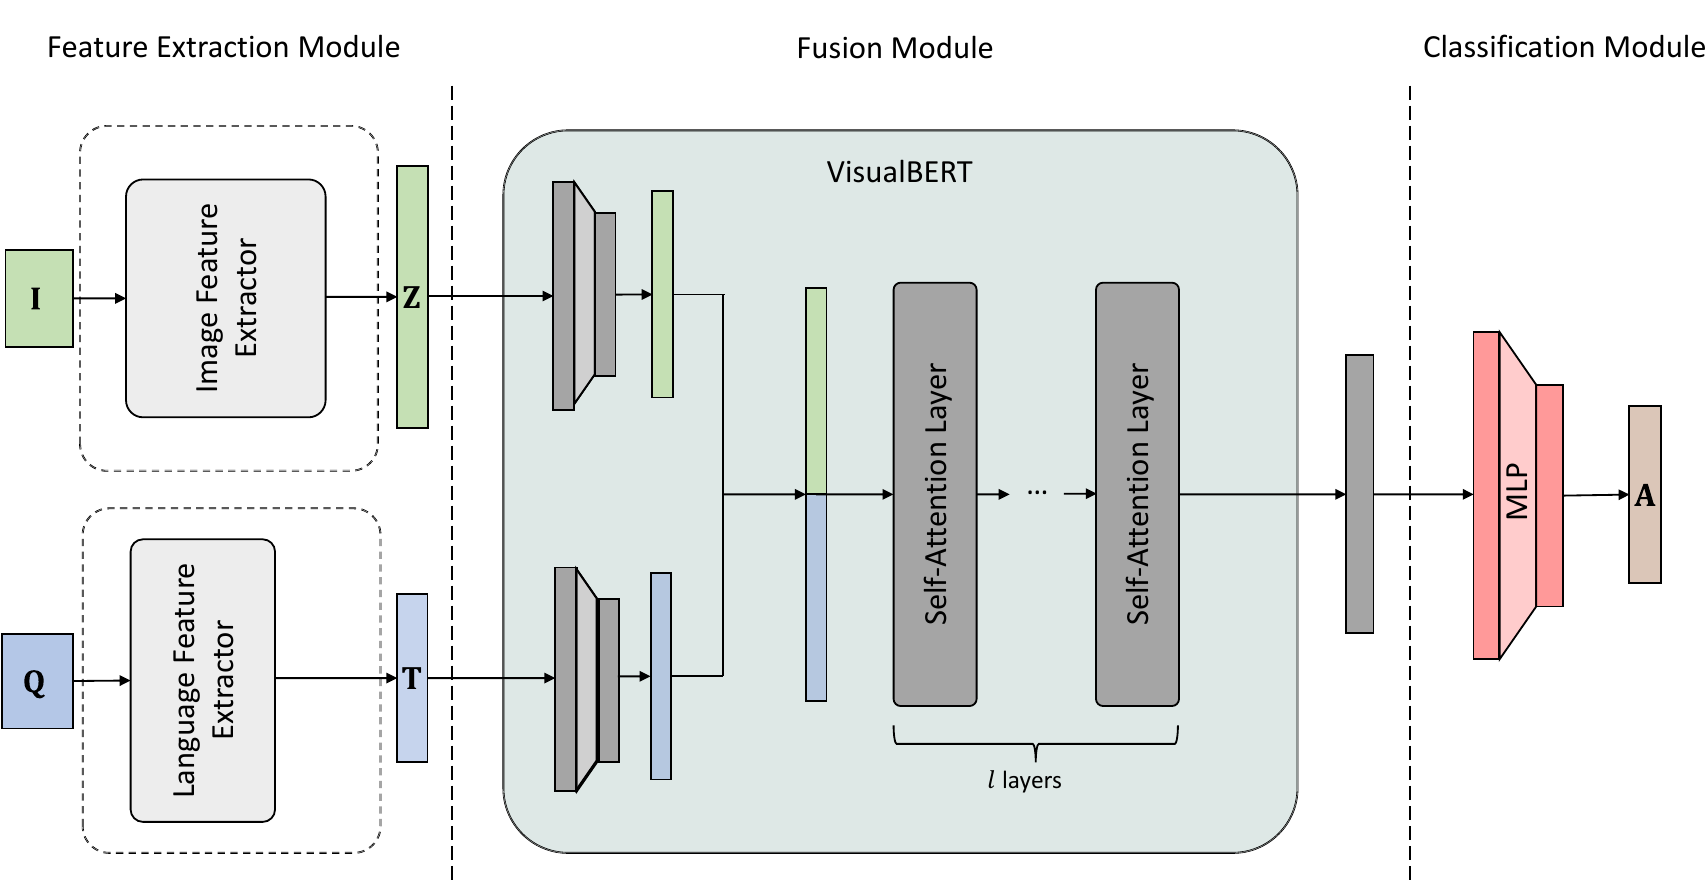 Feature Extraction Module
Fusion Module
Classification Module
VisualBERT
I
Image Feature
Extractor
Z
Q
Language Feature
Extractor
T
Self-Attention Layer
...
Self-Attention Layer
l layers
MLP
A